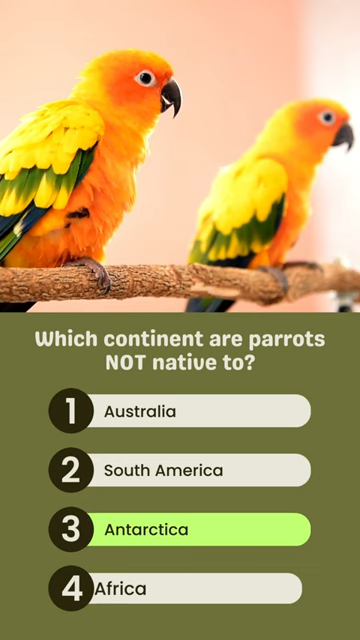 Which continent are parrots
NOT native to?
1 Australia
2 South America
3 Antarctica
4 Africa